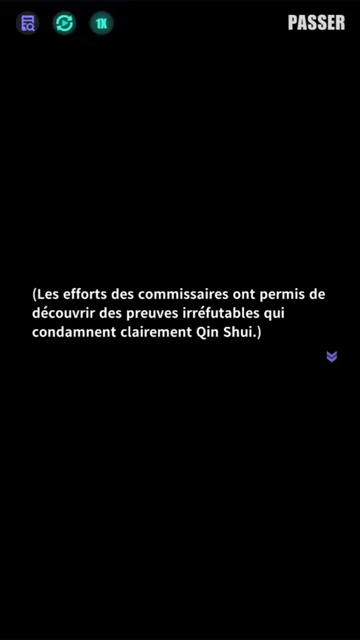 1X
PASSER
(Les efforts des commissaires ont permis de
découvrir des preuves irréfutables qui
condamnent clairement Qin Shui.)